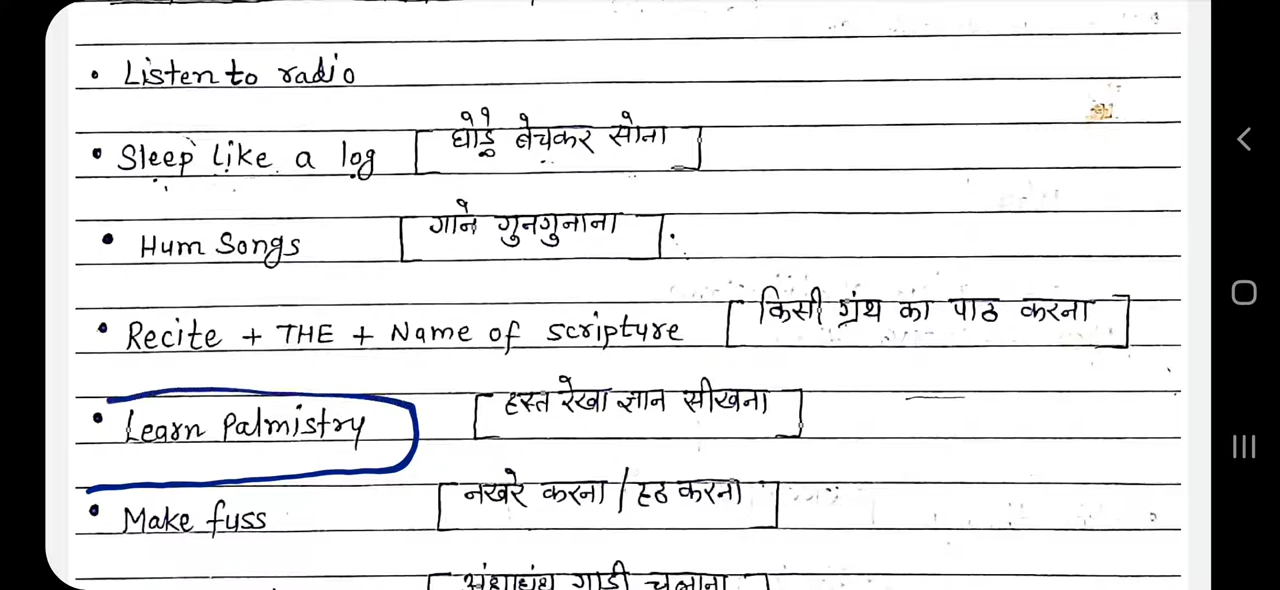 • Listen to radio
• Sleep like a log [घोड़े बेचकर सोना]
• Hum Songs [गाने गुनगुनाना].
• Recite + THE + Name of scripture [किसी ग्रंथ का पाठ करना]
• Learn Palmistry [हस्त रेखा ज्ञान सीखना]
• Make fuss [नखरे करना / हठ करना]
[अंधाधुंध गाड़ी चलाना]